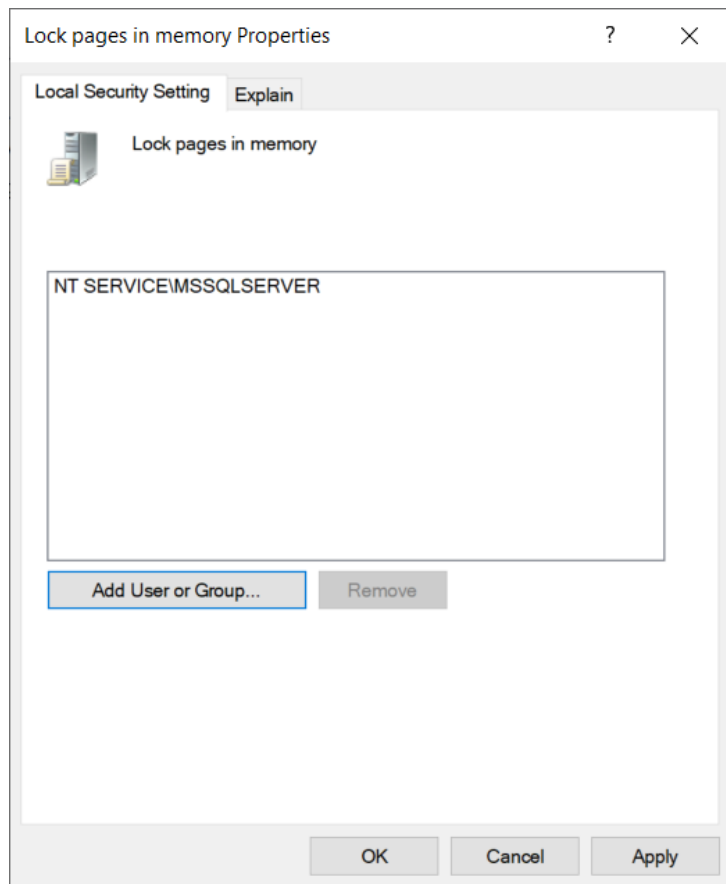 Lock pages in memory Properties
?
Local Security Setting
Explain
Lock pages in memory
NT SERVICE\MSSQLSERVER
Add User or Group...
Remove
OK
Cancel
Apply